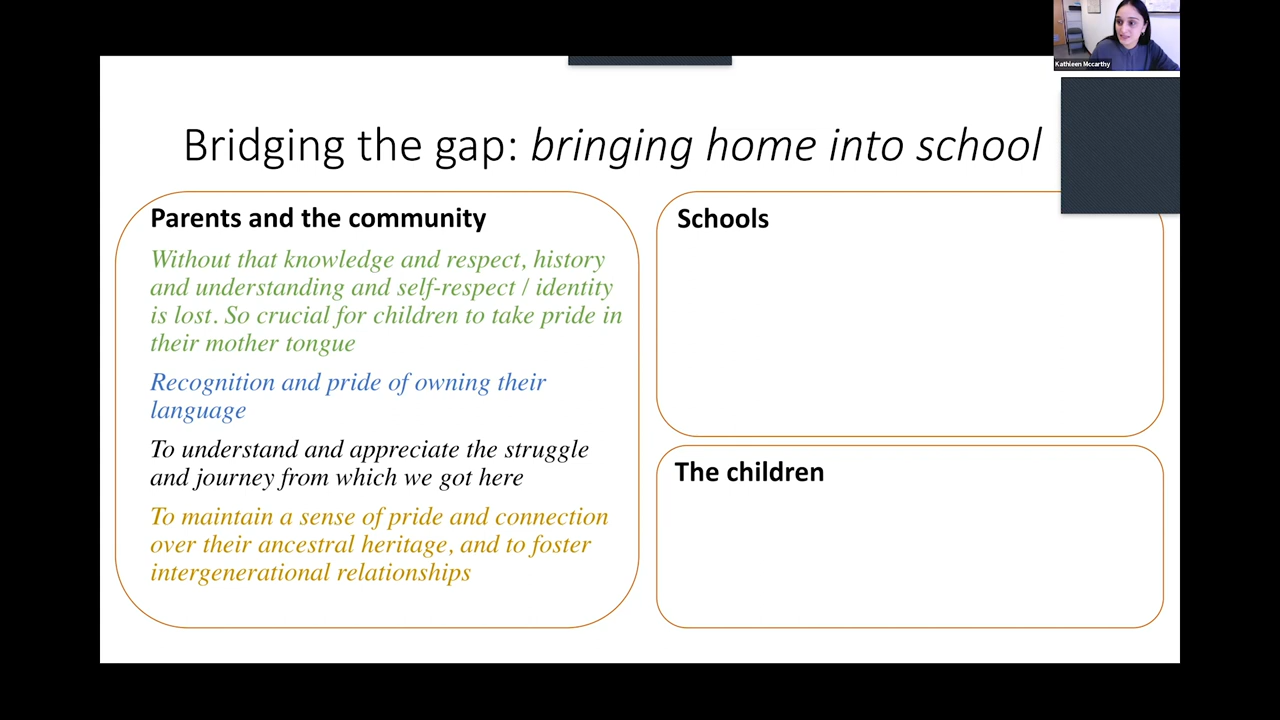 Kathleen Mccarthy
Bridging the gap: bringing home into school
Parents and the community
Without that knowledge and respect, history
and understanding and self-respect / identity
is lost. So crucial for children to take pride in
their mother tongue
Recognition and pride of owning their
language
To understand and appreciate the struggle
and journey from which we got here
To maintain a sense of pride and connection
over their ancestral heritage, and to foster
intergenerational relationships
Schools
The children